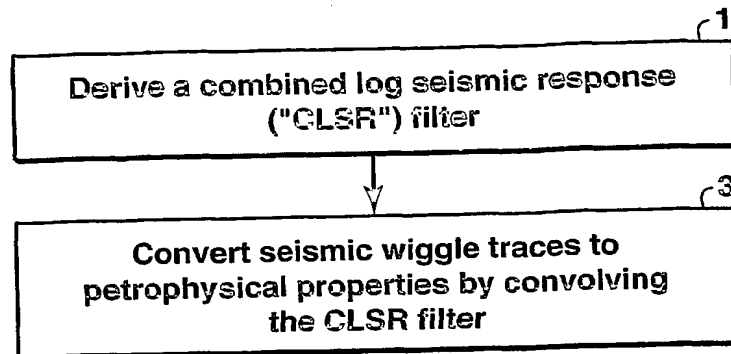 1
Derive a combined log seismic response
("CLSR") filter
3
Convert seismic wiggle traces to
petrophysical properties by convolving
the CLSR filter